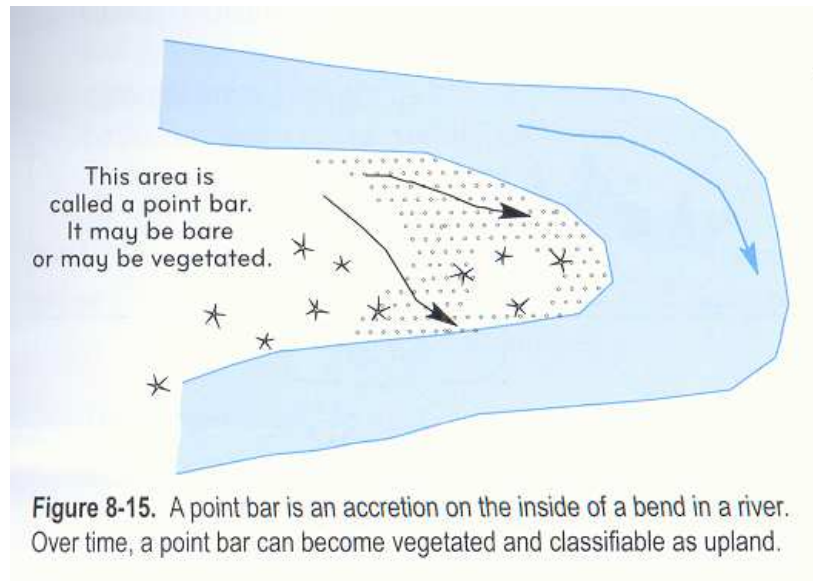 This area is
called a point bar.
It may be bare
or may be vegetated.
Figure 8-15. A point bar is an accretion on the inside of a bend in a river.
Over time, a point bar can become vegetated and classifiable as upland.